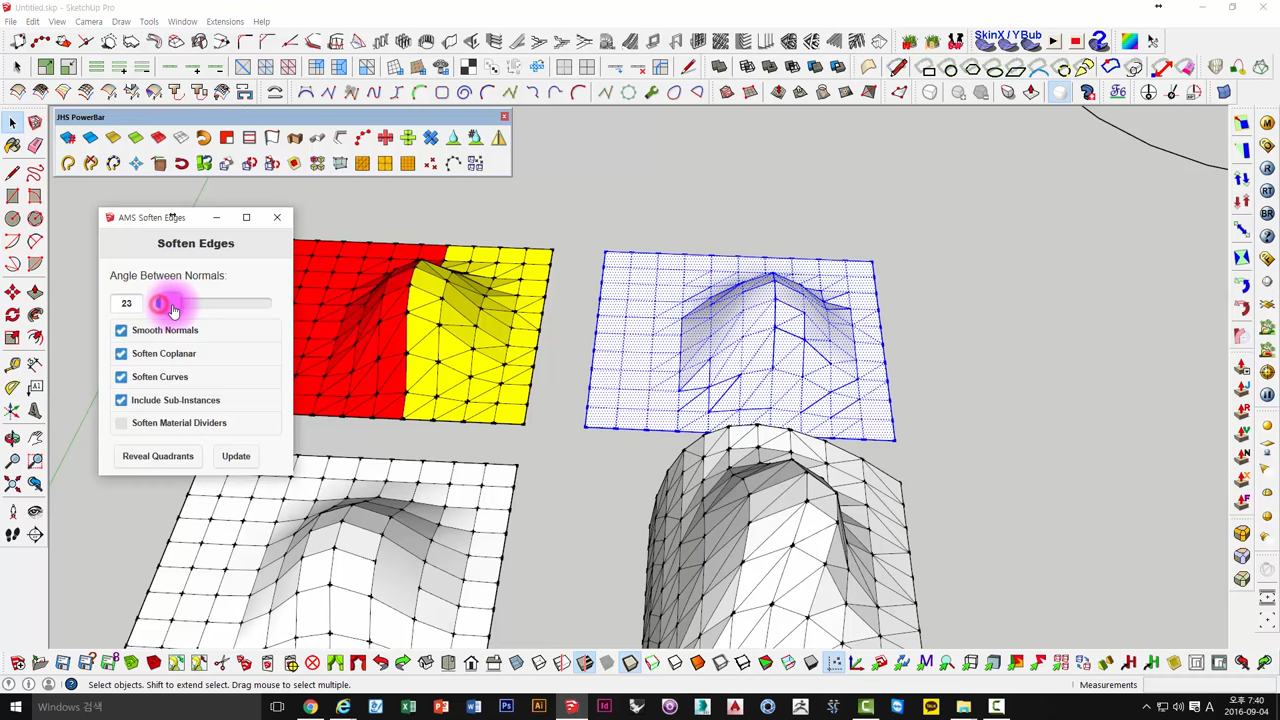 Untitled.skp - SketchUp Pro
File Edit View Camera Draw Tools Window Extensions Help
SkinX / YBub
JHS PowerBar
AMS Soften Edges
Soften Edges
Angle Between Normals:
23
Smooth Normals
Soften Coplanar
Soften Curves
Include Sub-Instances
Soften Material Dividers
Reveal Quadrants Update
Select objects. Shift to extend select. Drag mouse to select multiple.
Measurements
Windows 검색
오후 7:40
2016-09-04